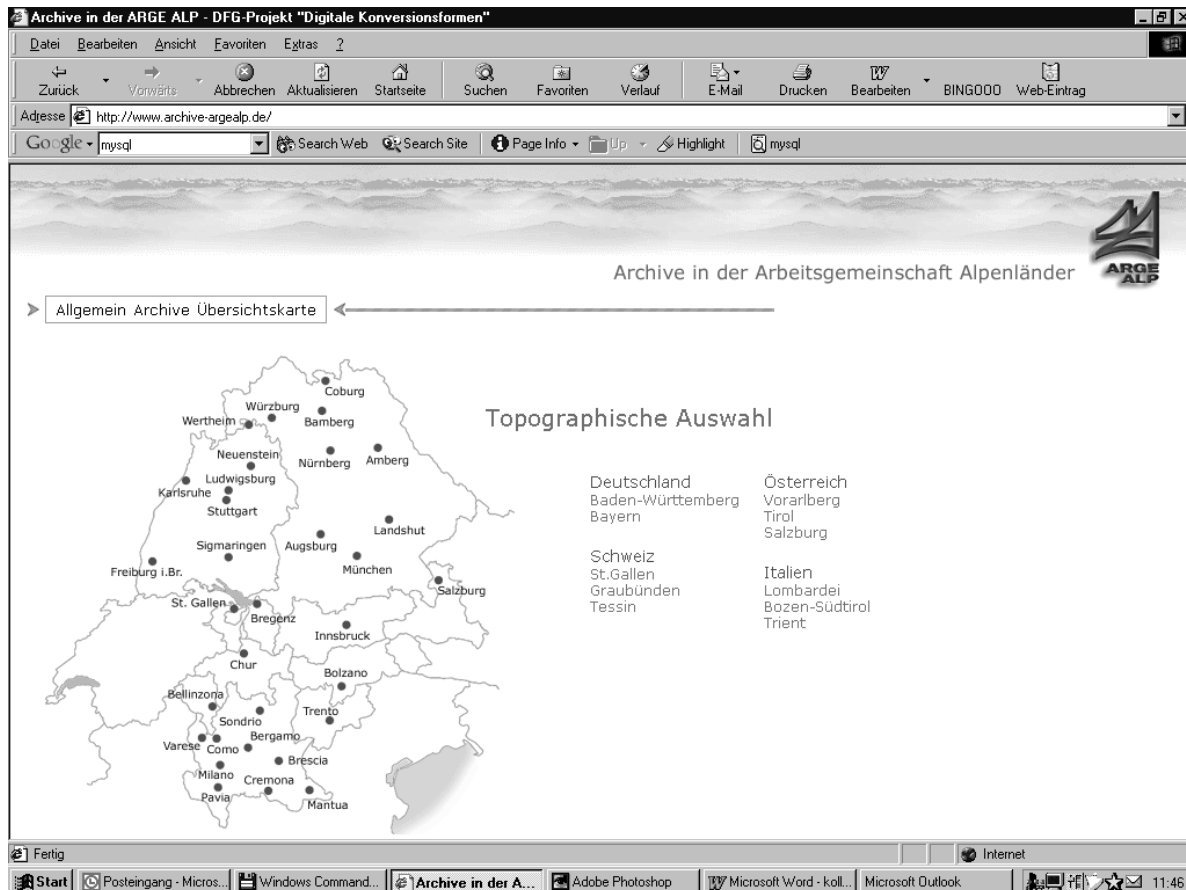 Archive in der ARGE ALP - DFG-Projekt "Digitale Konversionsformen"
Datei Bearbeiten Ansicht Favoriten Extras ?
Zurück Vorwärts Abbrechen Aktualisieren Startseite Suchen Favoriten Verlauf E-Mail Drucken Bearbeiten BINGOOO Web-Eintrag
Adresse http://www.archive-argealp.de/
Google mysql Search Web Search Site Page Info Up Highlight mysql
ARGE
ALP
Archive in der Arbeitsgemeinschaft Alpenländer
Allgemein Archive Übersichtskarte
Coburg
Würzburg
Bamberg
Wertheim
Topographische Auswahl
Neuenstein
Nürnberg
Amberg
Ludwigsburg
Karlsruhe
Stuttgart
Landshut
Sigmaringen
Augsburg
München
Freiburg i.Br.
Salzburg
St. Gallen
Bregenz
Innsbruck
Chur
Bolzano
Bellinzona
Sondrio
Trento
Bergamo
Varese
Como
Brescia
Milano
Cremona
Pavia
Mantua
Deutschland
Baden-Württemberg
Bayern
Schweiz
St.Gallen
Graubünden
Tessin
Österreich
Vorarlberg
Tirol
Salzburg
Italien
Lombardei
Bozen-Südtirol
Trient
Fertig Internet
Start Posteingang - Micros... Windows Command... Archive in der A... Adobe Photoshop Microsoft Word - koll... Microsoft Outlook 11:46